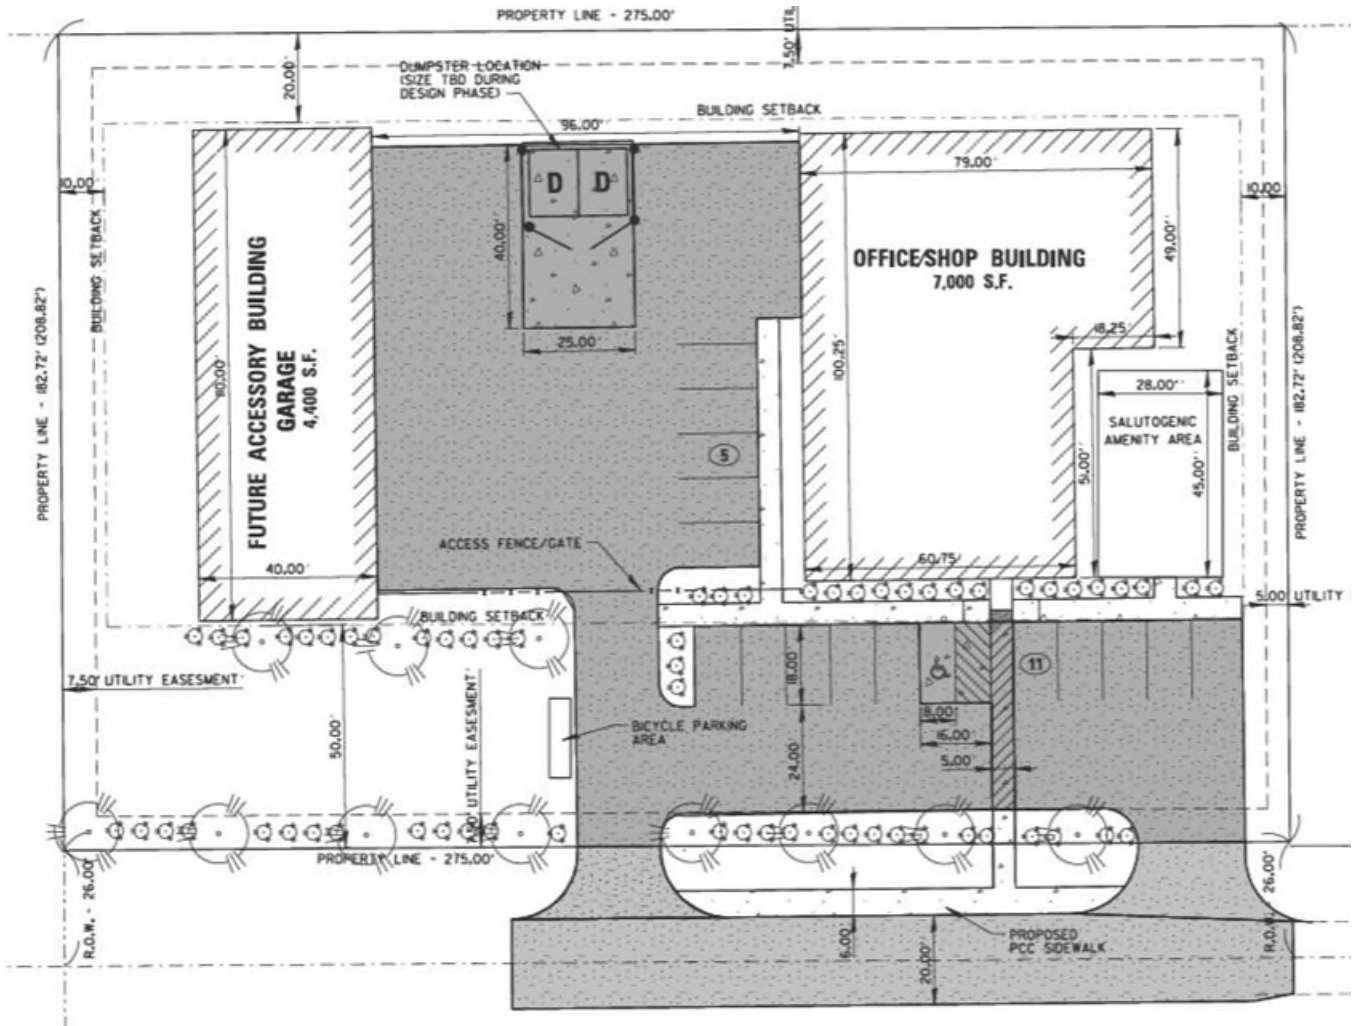 PROPERTY LINE - 275.00'
7.50' UTIL
20.00'
DUMPSTER LOCATION
(SIZE TBD DURING
DESIGN PHASE)
BUILDING SETBACK
96.00'
79.00'
10.00'
10.00
D D
40.00'
49.00''
BUILDING SETBACK
OFFICE/SHOP BUILDING
7,000 S.F.
FUTURE ACCESSORY BUILDING
GARAGE
4,400 S.F.
110.00'
25.00'
100.25'
18.25'
PROPERTY LINE - 182.72' (208.82')
PROPERTY LINE - 182.72' (208.82')
28.00''
SALUTOGENIC
AMENITY AREA
BUILDING SETBACK
5
51.00''
45.00''
ACCESS FENCE/GATE
40.00'
60.75'
5.00' UTILITY
BUILDING SETBACK
7.50' UTILITY EASESMENT'
18.00'
11
50.00'
7.50' UTILITY EASESMENT'
BICYCLE PARKING
AREA
8.00'
16.00'
24.00'
5.00'
PROPERTY LINE - 275.00'
R.O.W. - 26.00'
6.00'
PROPOSED
PCC SIDEWALK
20.00'
R.O.W. - 26.00'